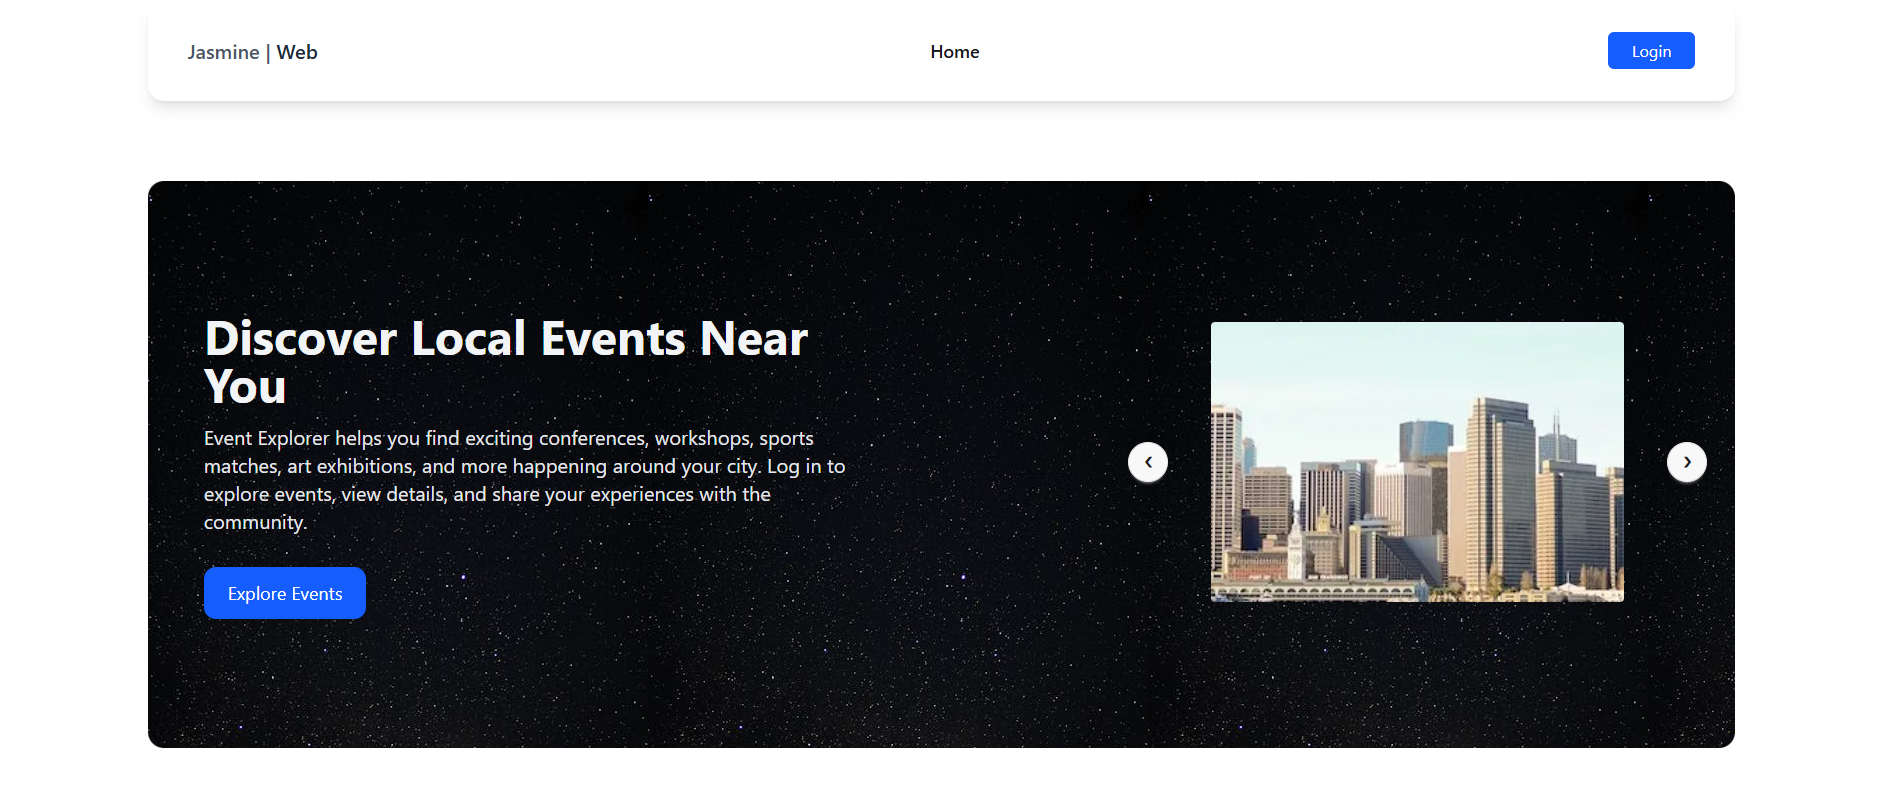 Jasmine | Web
Home
Login
Discover Local Events Near
You
Event Explorer helps you find exciting conferences, workshops, sports
matches, art exhibitions, and more happening around your city. Log in to
explore events, view details, and share your experiences with the
community.
Explore Events